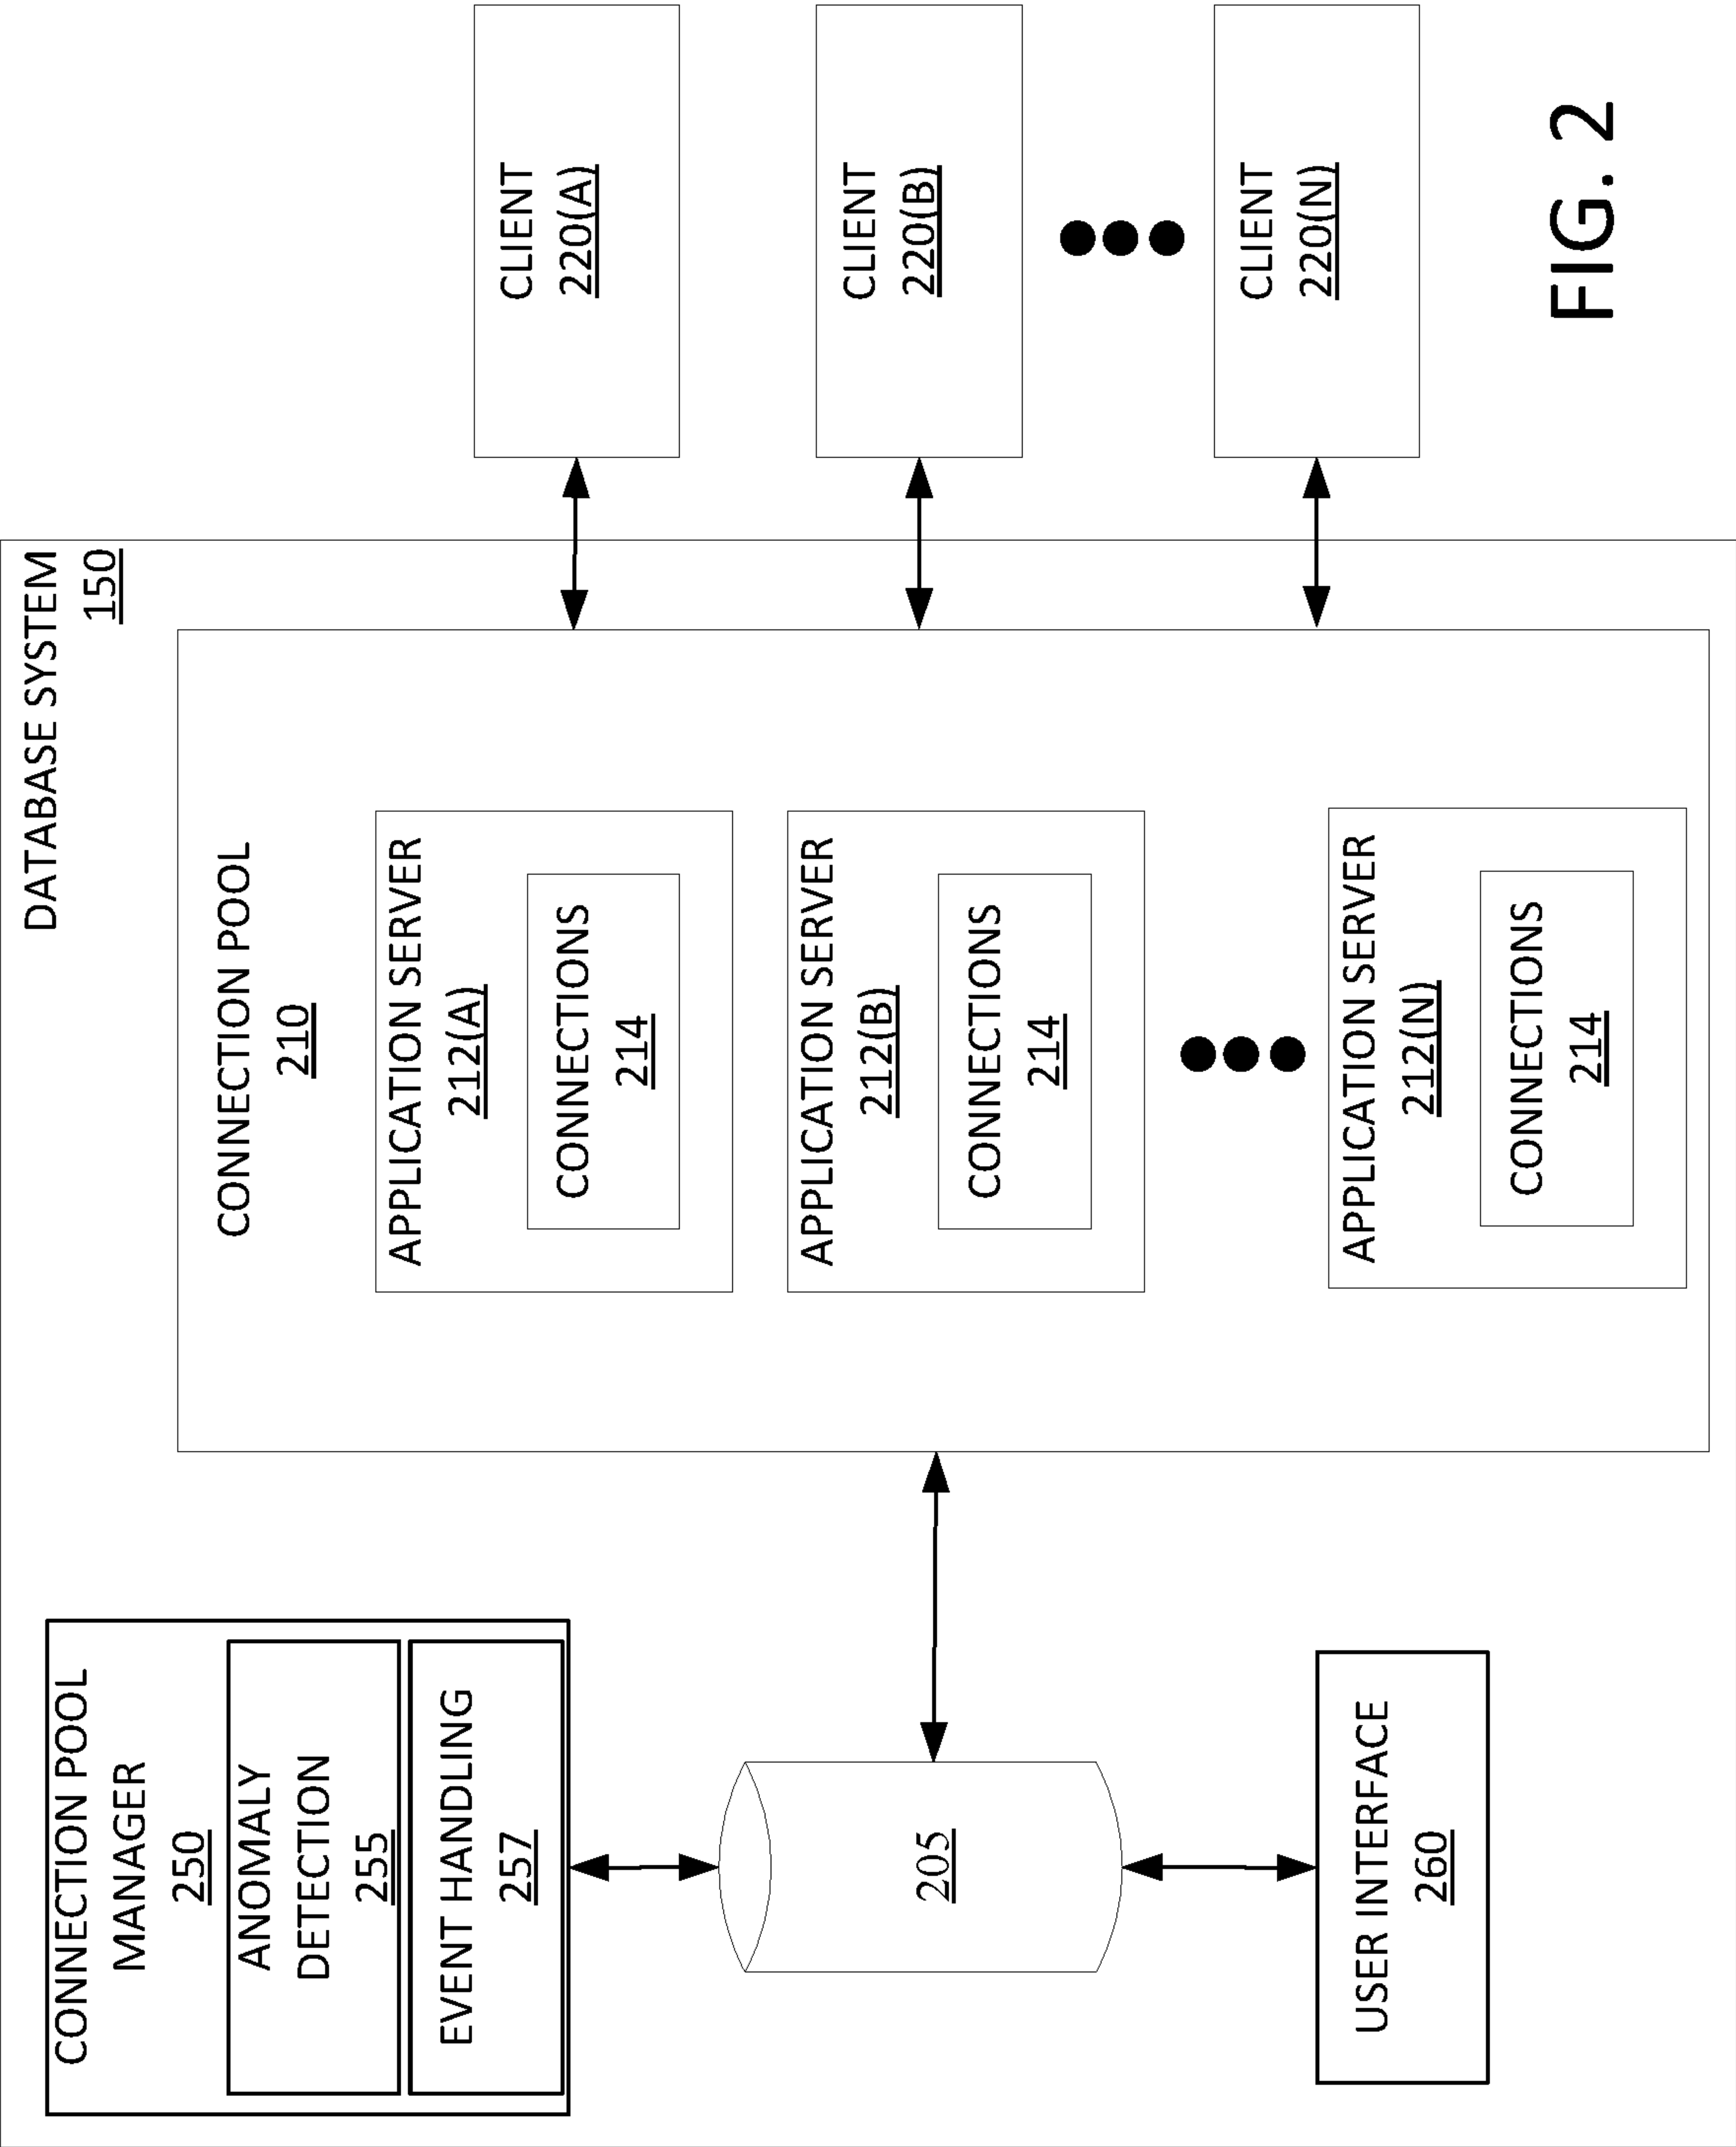 DATABASE SYSTEM
150
CONNECTION POOL
MANAGER
250
ANOMALY
DETECTION
255
EVENT HANDLING
257
205
USER INTERFACE
260
CONNECTION POOL
210
APPLICATION SERVER
212(A)
CONNECTIONS
214
APPLICATION SERVER
212(B)
CONNECTIONS
214
APPLICATION SERVER
212(N)
CONNECTIONS
214
CLIENT
220(A)
CLIENT
220(B)
CLIENT
220(N)
FIG. 2